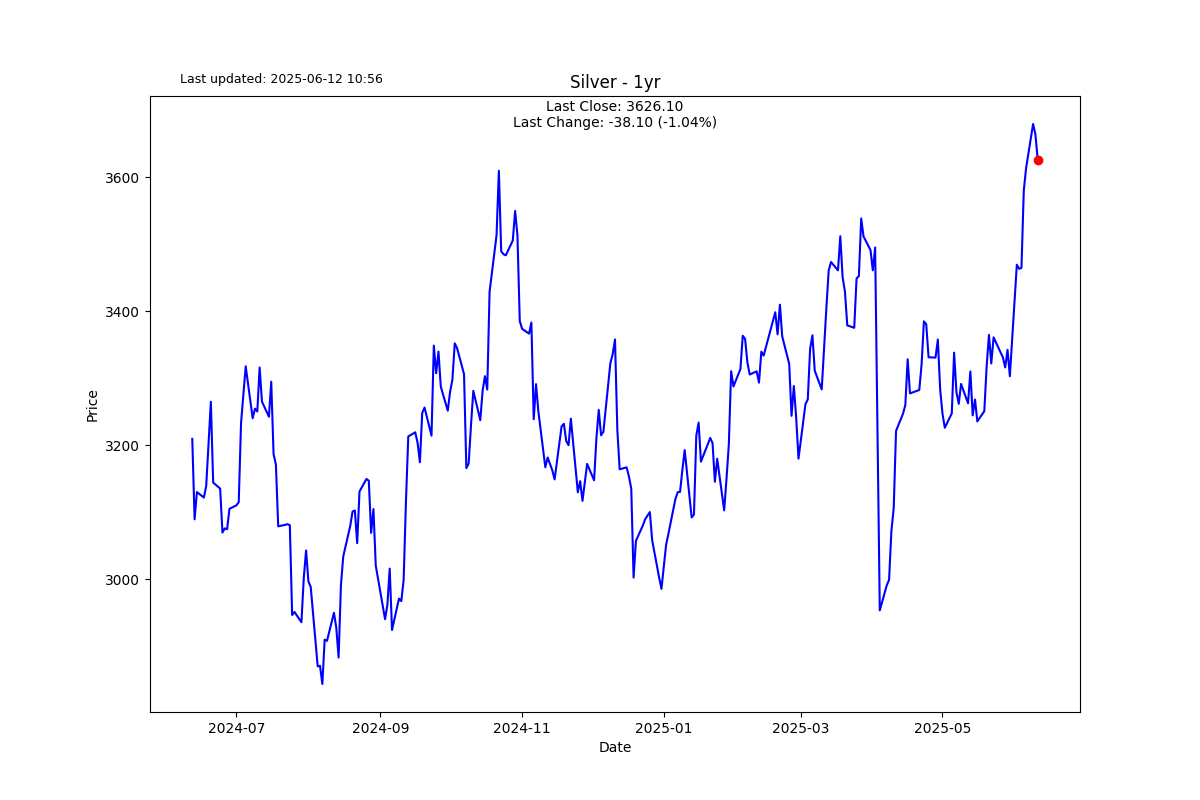 Last updated: 2025-06-12 10:56
Silver - 1yr
Last Close: 3626.10
Last Change: -38.10 (-1.04%)
3600
3400
3200
3000
Price
2024-07
2024-09
2024-11
2025-01
2025-03
2025-05
Date